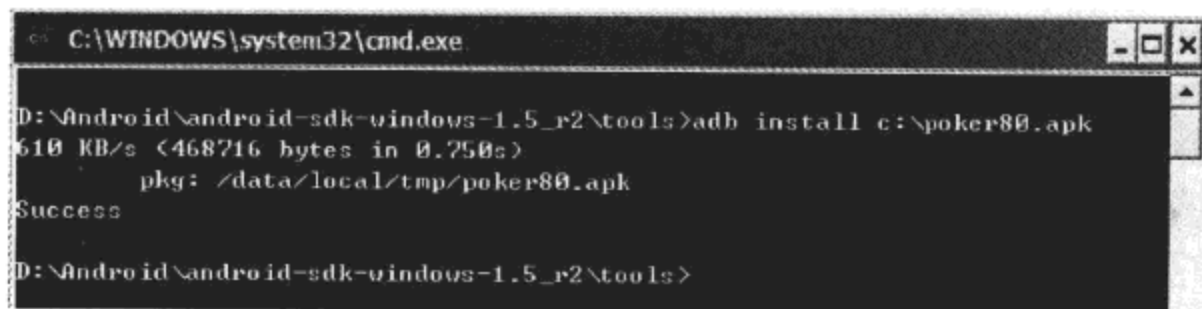 C:\WINDOWS\system32\cmd.exe
D:\Android\android-sdk-windows-1.5_r2\tools>adb install c:\poker80.apk
610 KB/s (468716 bytes in 0.750s)
pkg: /data/local/tmp/poker80.apk
Success
D:\Android\android-sdk-windows-1.5_r2\tools>